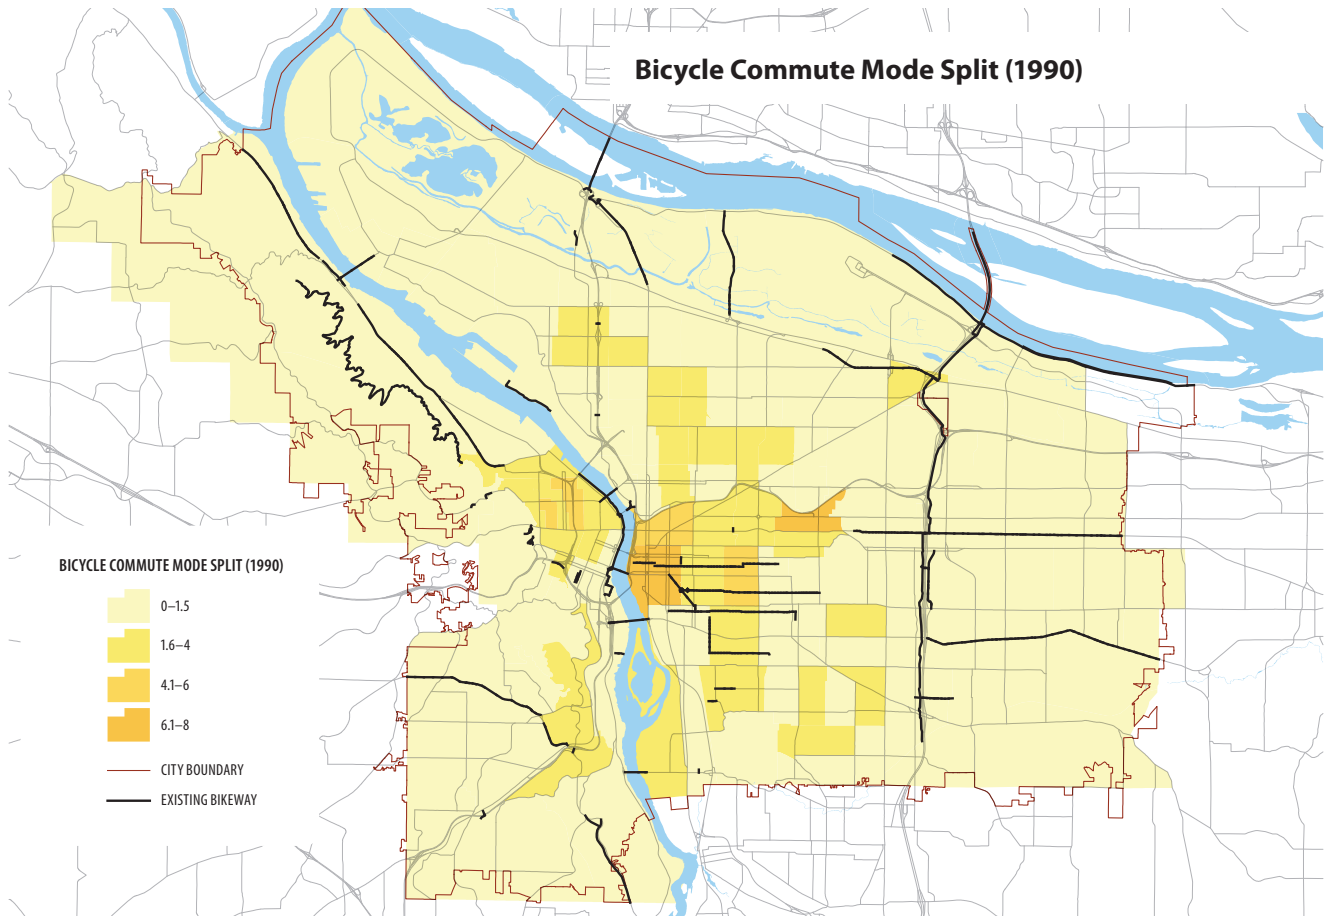 Bicycle Commute Mode Split (1990)
BICYCLE COMMUTE MODE SPLIT (1990)
0–1.5
1.6–4
4.1–6
6.1–8
CITY BOUNDARY
EXISTING BIKEWAY